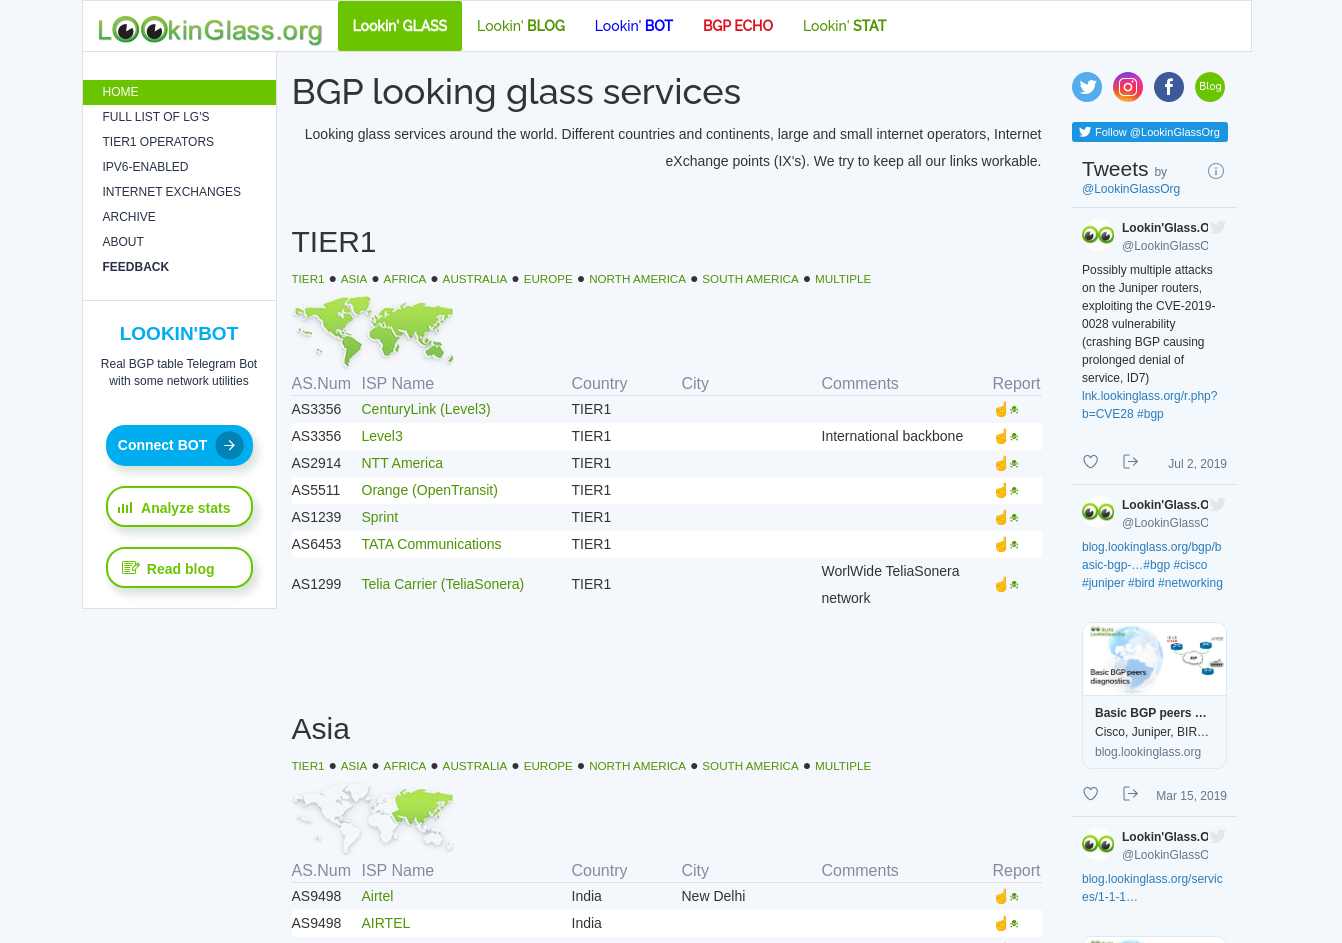 LOOkinGlass.org
Lookin' GLASS
Lookin' BLOG
Lookin' BOT
BGP ECHO
Lookin' STAT
HOME
FULL LIST OF LG'S
TIER1 OPERATORS
IPV6-ENABLED
INTERNET EXCHANGES
ARCHIVE
ABOUT
FEEDBACK
LOOKIN'BOT
Real BGP table Telegram Bot
with some network utilities
Connect BOT
Analyze stats
Read blog
BGP looking glass services
Looking glass services around the world. Different countries and continents, large and small internet operators, Internet
eXchange points (IX's). We try to keep all our links workable.
TIER1
TIER1 ● ASIA ● AFRICA ● AUSTRALIA ● EUROPE ● NORTH AMERICA ● SOUTH AMERICA ● MULTIPLE
AS.Num ISP Name Country City Comments Report
AS3356 CenturyLink (Level3) TIER1
AS3356 Level3 TIER1 International backbone
AS2914 NTT America TIER1
AS5511 Orange (OpenTransit) TIER1
AS1239 Sprint TIER1
AS6453 TATA Communications TIER1
AS1299 Telia Carrier (TeliaSonera) TIER1 WorlWide TeliaSonera
network
Asia
TIER1 ● ASIA ● AFRICA ● AUSTRALIA ● EUROPE ● NORTH AMERICA ● SOUTH AMERICA ● MULTIPLE
AS.Num ISP Name Country City Comments Report
AS9498 Airtel India New Delhi
AS9498 AIRTEL India
Blog
Follow @LookinGlassOrg
Tweets by
@LookinGlassOrg
Lookin'Glass.O
@LookinGlassO
Possibly multiple attacks
on the Juniper routers,
exploiting the CVE-2019-
0028 vulnerability
(crashing BGP causing
prolonged denial of
service, ID7)
lnk.lookinglass.org/r.php?
b=CVE28 #bgp
Jul 2, 2019
Lookin'Glass.O
@LookinGlassO
blog.lookinglass.org/bgp/b
asic-bgp-…#bgp #cisco
#juniper #bird #networking
Basic BGP peers
diagnostics
Basic BGP peers …
Cisco, Juniper, BIR…
blog.lookinglass.org
Mar 15, 2019
Lookin'Glass.O
@LookinGlassO
blog.lookinglass.org/servic
es/1-1-1…